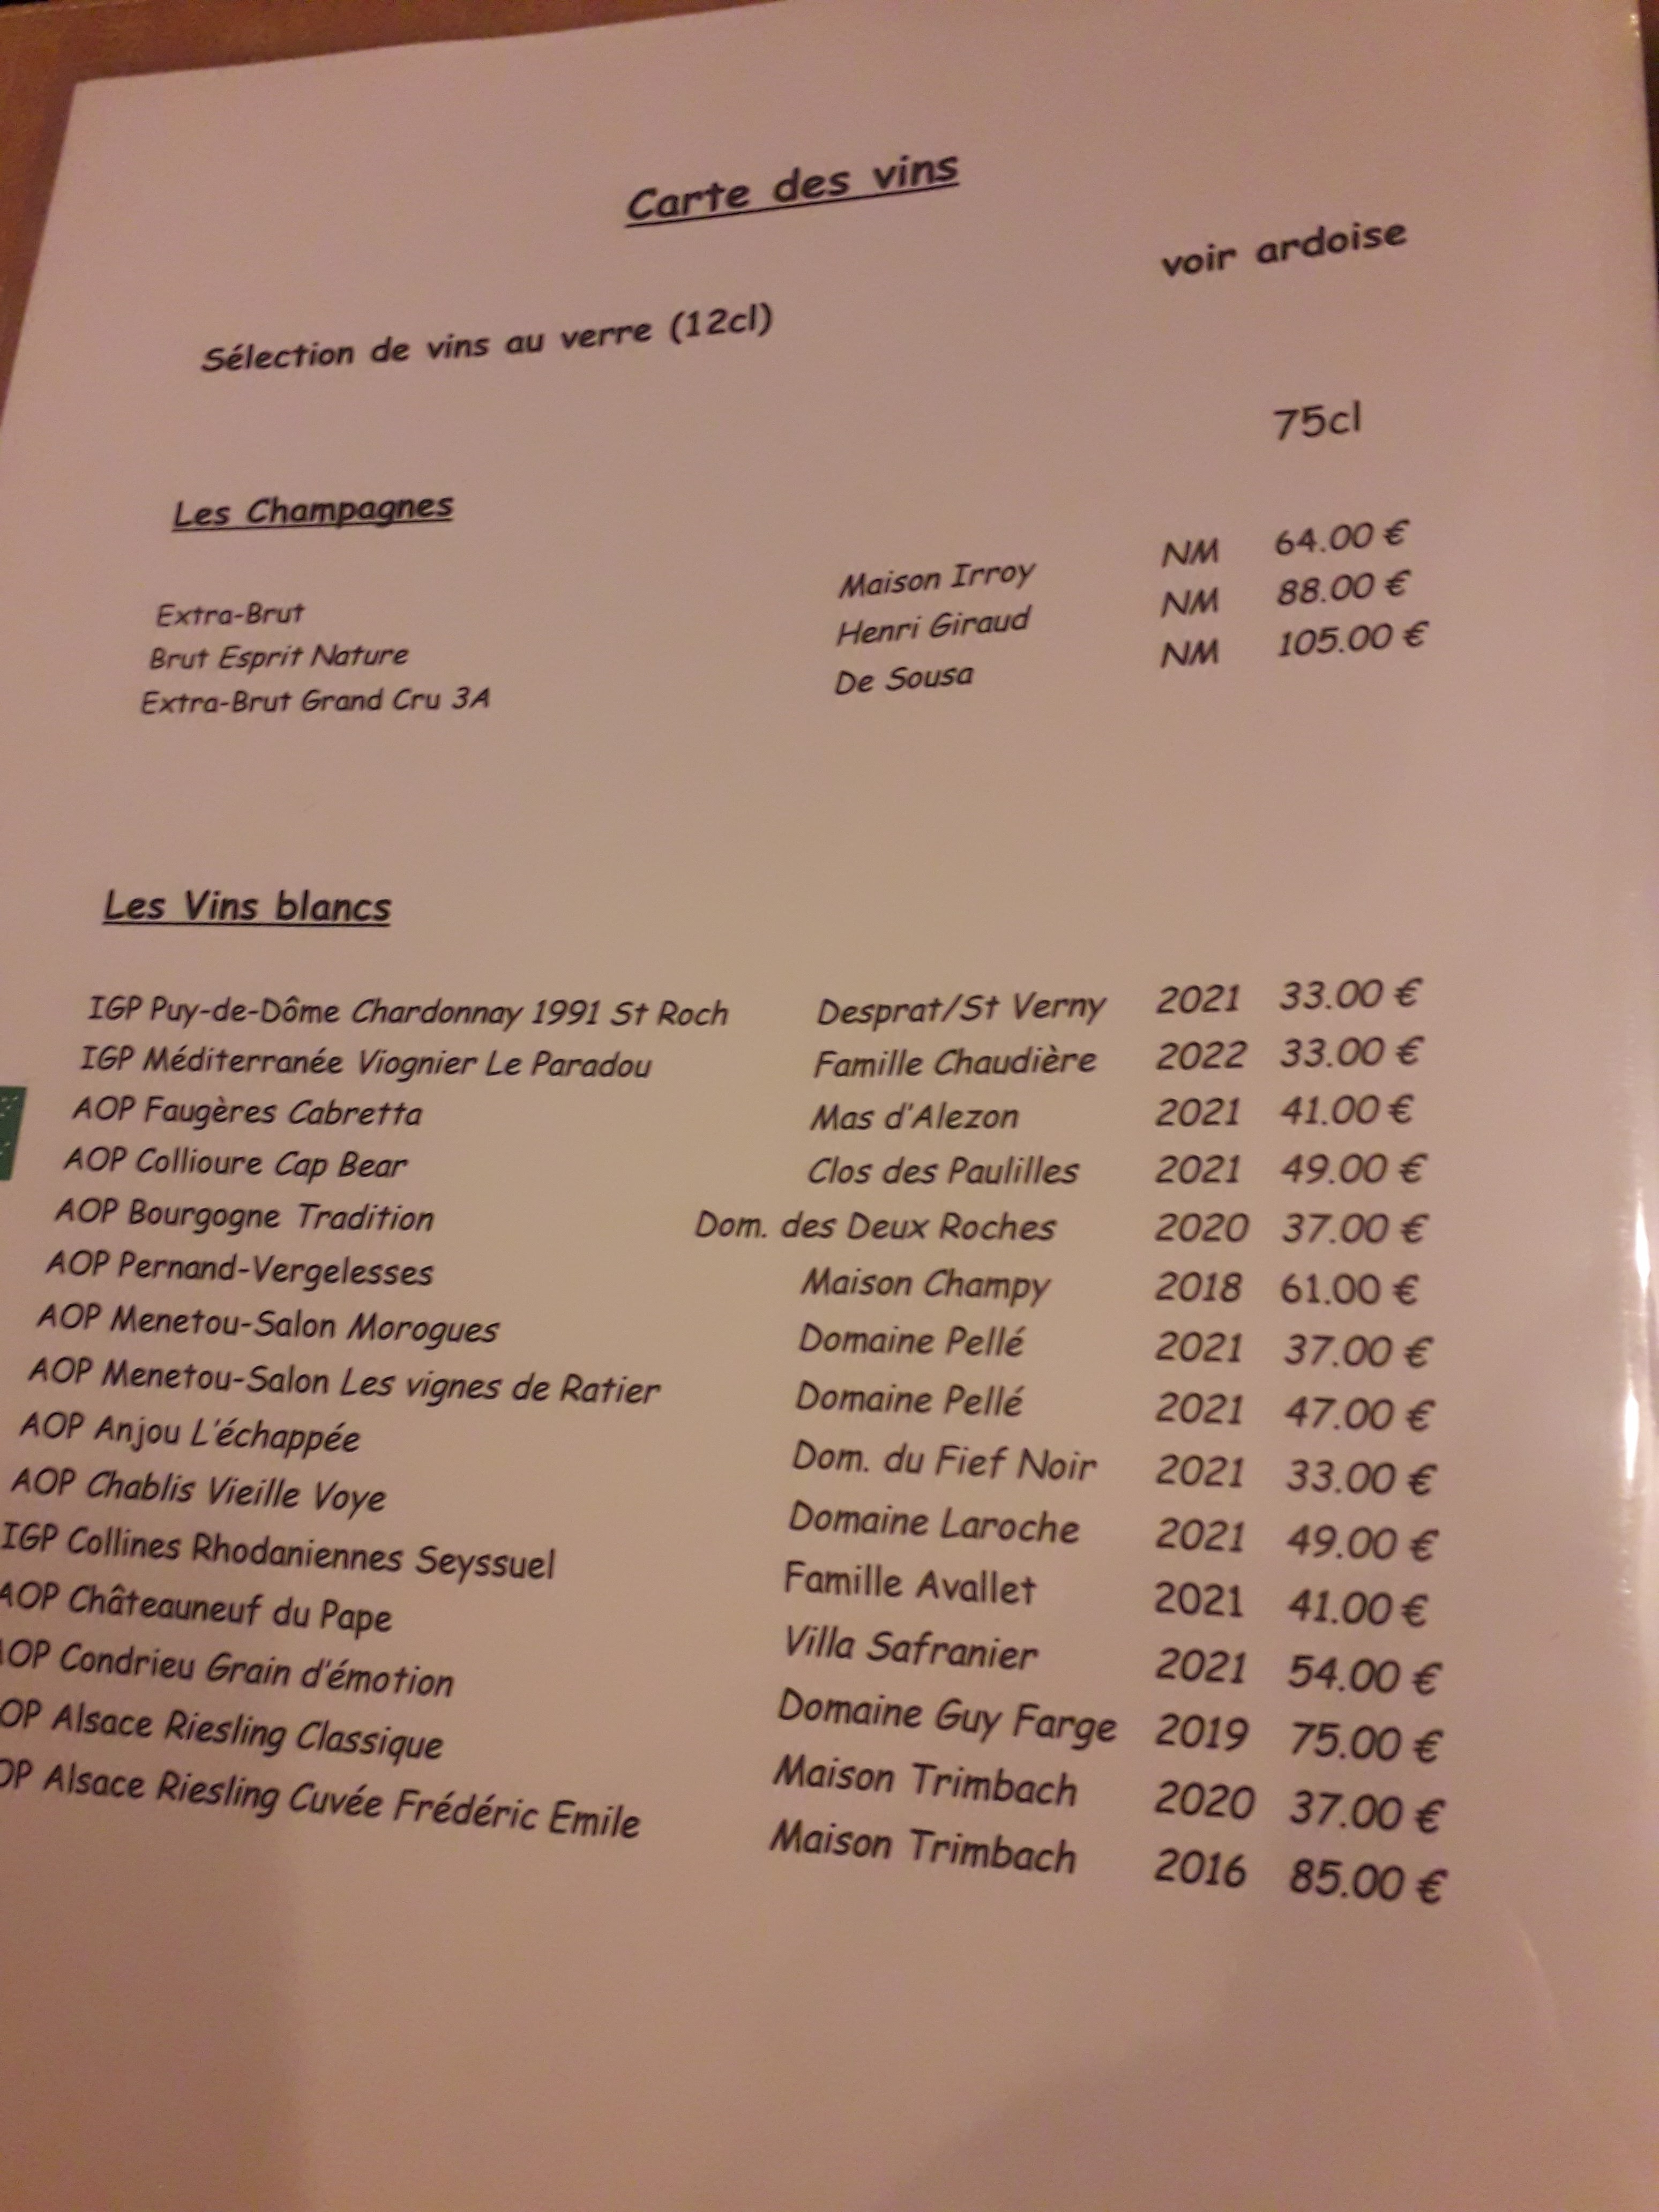 Carte des vins
voir ardoise
Sélection de vins au verre (12cl)
75cl
Les Champagnes
Extra-Brut Maison Irroy NM 64.00 €
Brut Esprit Nature Henri Giraud NM 88.00 €
Extra-Brut Grand Cru 3A De Sousa NM 105.00 €
Les Vins blancs
IGP Puy-de-Dôme Chardonnay 1991 St Roch Desprat/St Verny 2021 33.00 €
IGP Méditerranée Viognier Le Paradou Famille Chaudière 2022 33.00 €
AOP Faugères Cabretta Mas d'Alezon 2021 41.00 €
AOP Collioure Cap Bear Clos des Paulilles 2021 49.00 €
AOP Bourgogne Tradition Dom. des Deux Roches 2020 37.00 €
AOP Pernand-Vergelesses Maison Champy 2018 61.00 €
AOP Menetou-Salon Morogues Domaine Pellé 2021 37.00 €
AOP Menetou-Salon Les vignes de Ratier Domaine Pellé 2021 47.00 €
AOP Anjou L'échappée Dom. du Fief Noir 2021 33.00 €
AOP Chablis Vieille Voye Domaine Laroche 2021 49.00 €
IGP Collines Rhodaniennes Seyssuel Famille Avallet 2021 41.00 €
AOP Châteauneuf du Pape Villa Safranier 2021 54.00 €
OP Condrieu Grain d'émotion Domaine Guy Farge 2019 75.00 €
OP Alsace Riesling Classique Maison Trimbach 2020 37.00 €
OP Alsace Riesling Cuvée Frédéric Emile Maison Trimbach 2016 85.00 €